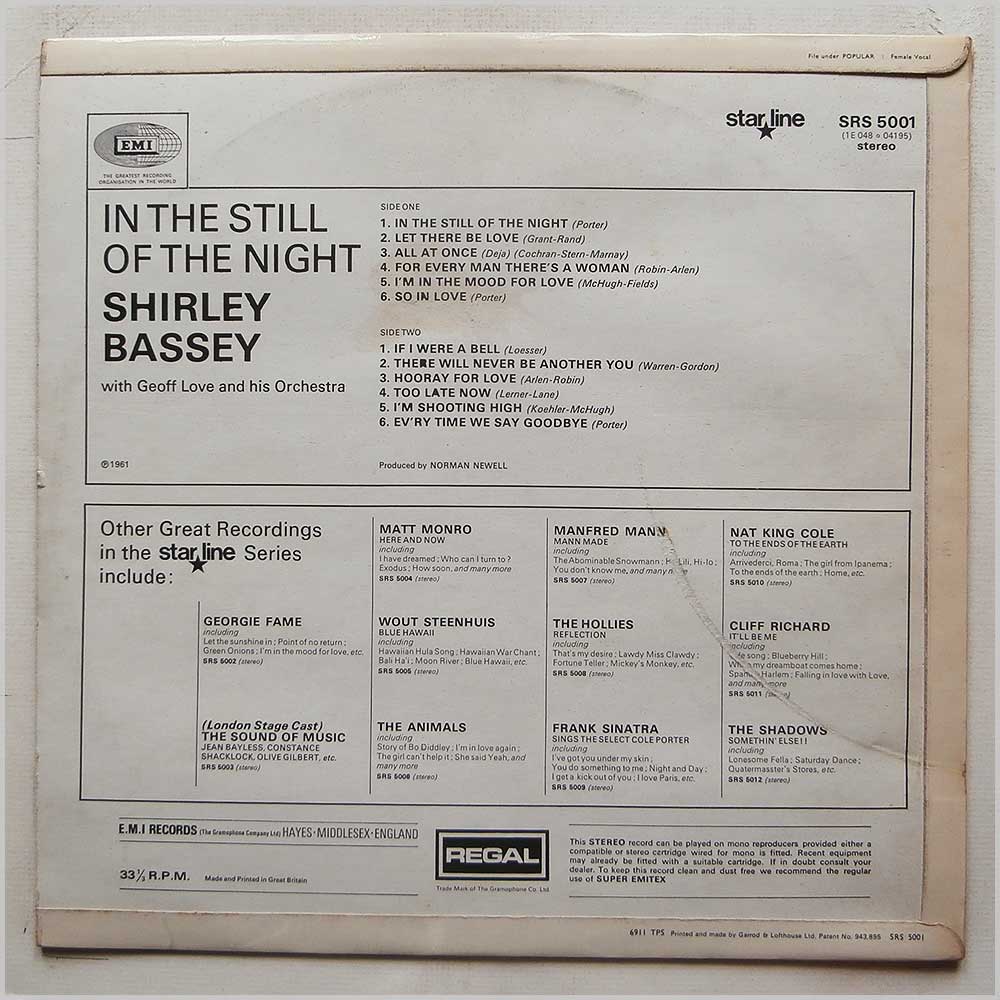 File under POPULAR : Female Vocal
star line
SRS 5001
(1E 048 o 04195)
stereo
EMI
THE GREATEST RECORDING
ORGANISATION IN THE WORLD
IN THE STILL
OF THE NIGHT
SHIRLEY
BASSEY
with Geoff Love and his Orchestra
℗1961
SIDE ONE
1. IN THE STILL OF THE NIGHT (Porter)
2. LET THERE BE LOVE (Grant-Rand)
3. ALL AT ONCE (Deja) (Cochran-Stern-Marnay)
4. FOR EVERY MAN THERE'S A WOMAN (Robin-Arlen)
5. I'M IN THE MOOD FOR LOVE (McHugh-Fields)
6. SO IN LOVE (Porter)
SIDE TWO
1. IF I WERE A BELL (Loesser)
2. THERE WILL NEVER BE ANOTHER YOU (Warren-Gordon)
3. HOORAY FOR LOVE (Arlen-Robin)
4. TOO LATE NOW (Lerner-Lane)
5. I'M SHOOTING HIGH (Koehler-McHugh)
6. EV'RY TIME WE SAY GOODBYE (Porter)
Produced by NORMAN NEWELL
Other Great Recordings
in the star line Series
include:
GEORGIE FAME
including
Let the sunshine in; Point of no return;
Green Onions; I'm in the mood for love, etc.
SRS 5002 (stereo)
(London Stage Cast)
THE SOUND OF MUSIC
JEAN BAYLESS, CONSTANCE
SHACKLOCK, OLIVE GILBERT, etc.
SRS 5003 (stereo)
MATT MONRO
HERE AND NOW
including
I have dreamed; Who can I turn to?
Exodus; How soon, and many more
SRS 5004 (stereo)
WOUT STEENHUIS
BLUE HAWAII
including
Hawaiian Hula Song; Hawaiian War Chant;
Bali Ha'i; Moon River; Blue Hawaii, etc.
SRS 5005 (stereo)
THE ANIMALS
including
Story of Bo Diddley; I'm in love again;
The girl can't help it; She said Yeah, and
many more
SRS 5006 (stereo)
MANFRED MANN
MANN MADE
including
The Abominable Snowmann; Hi-Lili, Hi-lo;
You don't know me, and many
SRS 5007 (stereo)
THE HOLLIES
REFLECTION
including
That's my desire; Lawdy Miss Clawdy;
Fortune Teller; Mickey's Monkey, etc.
SRS 5008 (stereo)
FRANK SINATRA
SINGS THE SELECT COLE PORTER
including
I've got you under my skin;
You do something to me; Night and Day;
I get a kick out of you; I love Paris, etc.
SRS 5009 (stereo)
NAT KING COLE
TO THE ENDS OF THE EARTH
including
Arrivederci, Roma; The girl from Ipanema;
To the ends of the earth; Home, etc.
SRS 5010 (stereo)
CLIFF RICHARD
IT'LL BE ME
including
song; Blueberry Hill;
my dreamboat comes home;
Harlem; Falling in love with Love,
and many more
SRS 5011
THE SHADOWS
SOMETHIN' ELSE!!
including
Lonesome Fella; Saturday Dance;
Quatermasster's Stores, etc.
SRS 5012 (stereo)
E.M.I RECORDS (The Gramophone Company Ltd) HAYES·MIDDLESEX·ENGLAND
33⅓ R.P.M. Made and Printed in Great Britain
REGAL
Trade Mark of The Gramophone Co. Ltd.
This STEREO record can be played on mono reproducers provided either a
compatible or stereo cartridge wired for mono is fitted. Recent equipment
may already be fitted with a suitable cartridge. If in doubt consult your
dealer. To keep this record clean and dust free we recommend the regular
use of SUPER EMITEX
6911 TPS Printed and made by Garrod & Lofthouse Ltd. Patent No. 943,895 SRS 5001